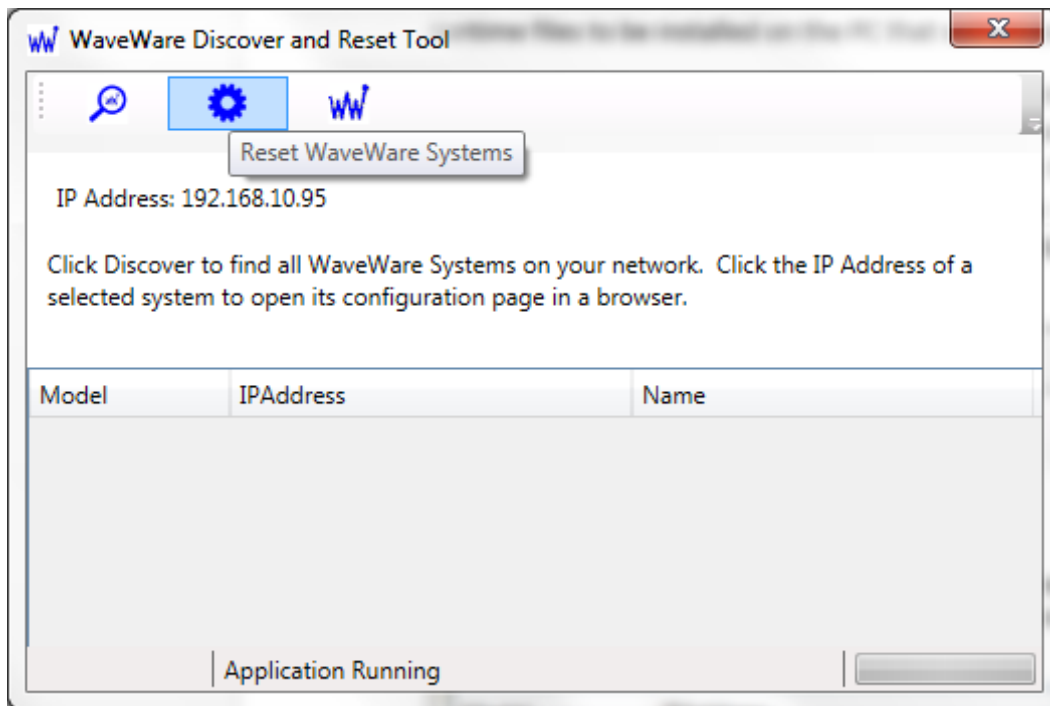 WaveWare Discover and Reset Tool
Reset WaveWare Systems
IP Address: 192.168.10.95
Click Discover to find all WaveWare Systems on your network.  Click the IP Address of a
selected system to open its configuration page in a browser.
Model IPAddress Name
Application Running